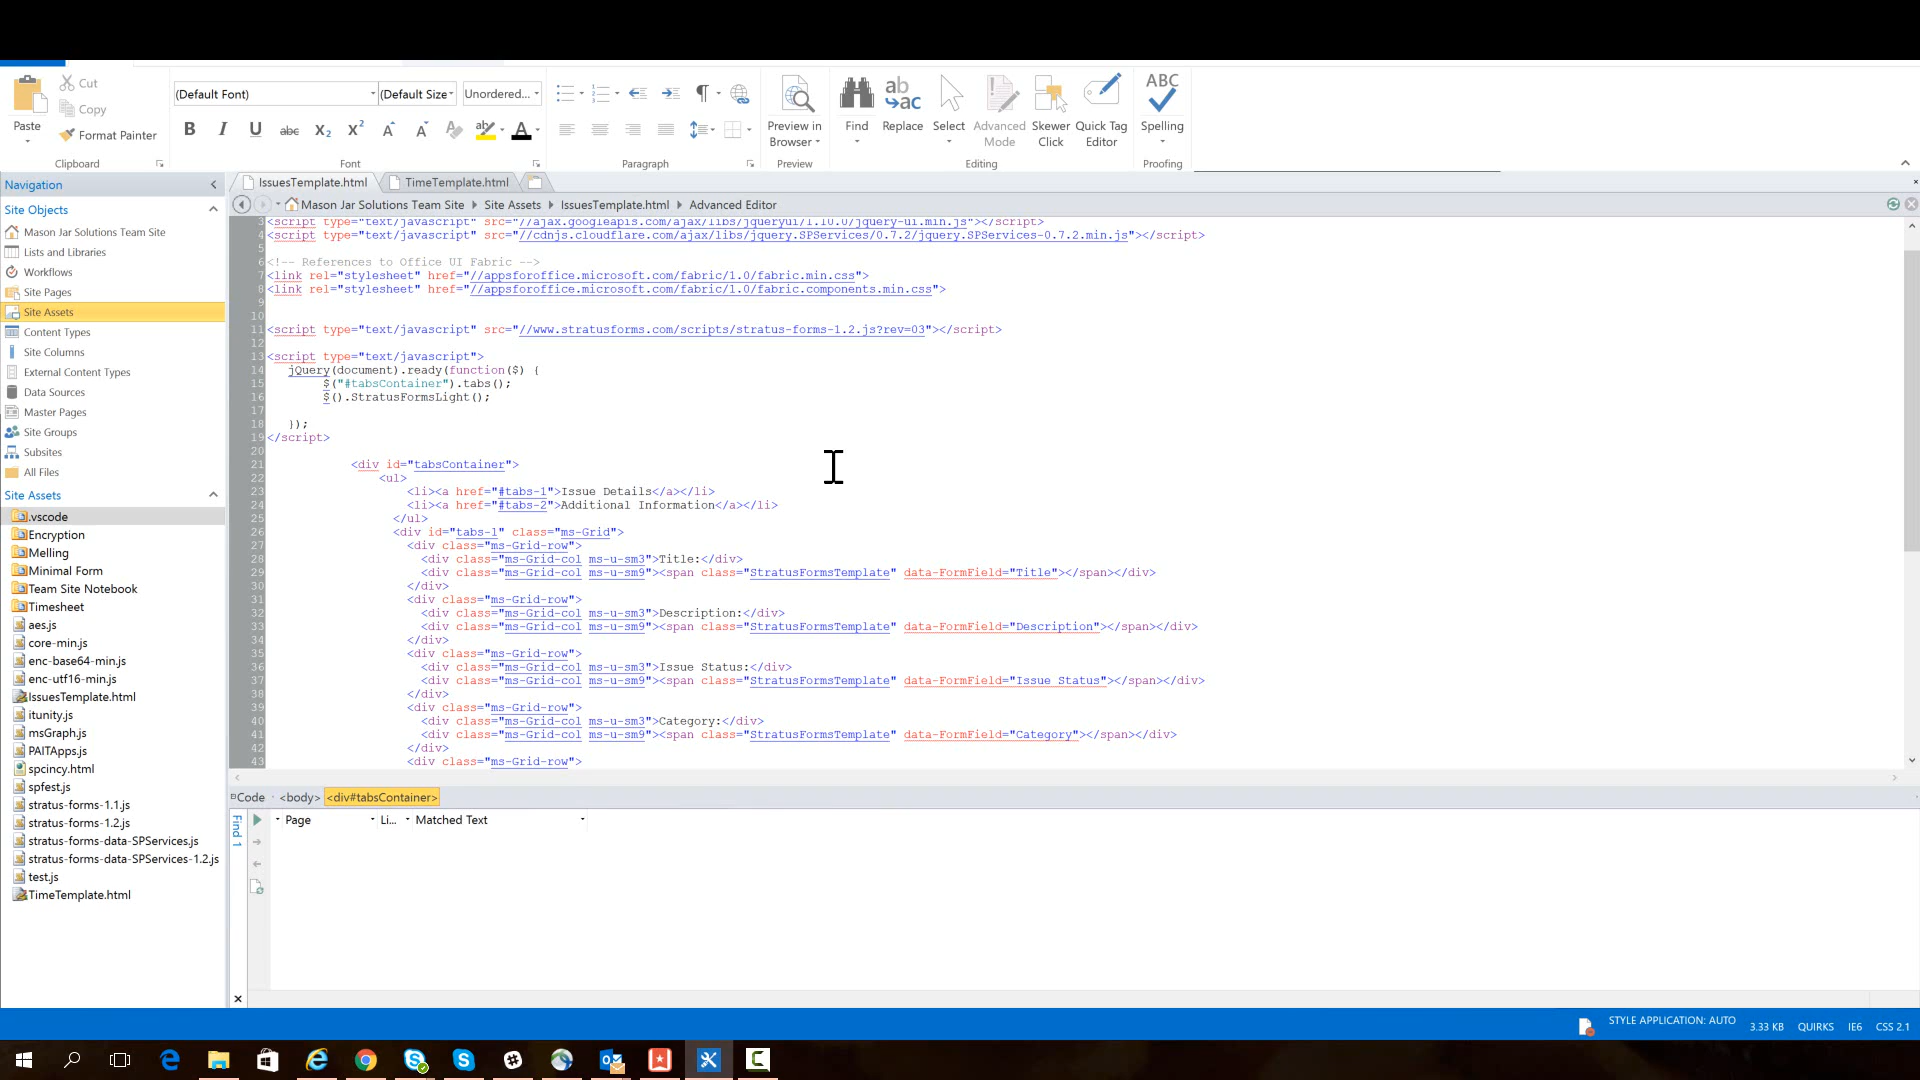 Cut
Copy
Format Painter
Paste
Clipboard
(Default Font)
(Default Size
Unordered...
Font
Paragraph
Preview in
Browser
Preview
Find
Replace
Select
Advanced
Mode
Skewer
Click
Quick Tag
Editor
Editing
ABC
Spelling
Proofing
Navigation
IssuesTemplate.html
TimeTemplate.html
Mason Jar Solutions Team Site
Site Assets
IssuesTemplate.html
Advanced Editor
Site Objects
Mason Jar Solutions Team Site
Lists and Libraries
Workflows
Site Pages
Site Assets
Content Types
Site Columns
External Content Types
Data Sources
Master Pages
Site Groups
Subsites
All Files
Site Assets
.vscode
Encryption
Melling
Minimal Form
Team Site Notebook
Timesheet
aes.js
core-min.js
enc-base64-min.js
enc-utf16-min.js
IssuesTemplate.html
itunity.js
msGraph.js
PAITApps.js
spcincy.html
spfest.js
stratus-forms-1.1.js
stratus-forms-1.2.js
stratus-forms-data-SPServices.js
stratus-forms-data-SPServices-1.2.js
test.js
TimeTemplate.html
3 <script type="text/javascript" src="//ajax.googleapis.com/ajax/libs/jqueryui/1.10.0/jquery-ui.min.js"></script>
4 <script type="text/javascript" src="//cdnjs.cloudflare.com/ajax/libs/jquery.SPServices/0.7.2/jquery.SPServices-0.7.2.min.js"></script>
5
6 <!-- References to Office UI Fabric -->
7 <link rel="stylesheet" href="//appsforoffice.microsoft.com/fabric/1.0/fabric.min.css">
8 <link rel="stylesheet" href="//appsforoffice.microsoft.com/fabric/1.0/fabric.components.min.css">
9
10
11 <script type="text/javascript" src="//www.stratusforms.com/scripts/stratus-forms-1.2.js?rev=03"></script>
12
13 <script type="text/javascript">
14 jQuery(document).ready(function($) {
15 $("#tabsContainer").tabs();
16 $().StratusFormsLight();
17
18 });
19 </script>
20
21 <div id="tabsContainer">
22 <ul>
23 <li><a href="#tabs-1">Issue Details</a></li>
24 <li><a href="#tabs-2">Additional Information</a></li>
25 </ul>
26 <div id="tabs-1" class="ms-Grid">
27 <div class="ms-Grid-row">
28 <div class="ms-Grid-col ms-u-sm3">Title:</div>
29 <div class="ms-Grid-col ms-u-sm9"><span class="StratusFormsTemplate" data-FormField="Title"></span></div>
30 </div>
31 <div class="ms-Grid-row">
32 <div class="ms-Grid-col ms-u-sm3">Description:</div>
33 <div class="ms-Grid-col ms-u-sm9"><span class="StratusFormsTemplate" data-FormField="Description"></span></div>
34 </div>
35 <div class="ms-Grid-row">
36 <div class="ms-Grid-col ms-u-sm3">Issue Status:</div>
37 <div class="ms-Grid-col ms-u-sm9"><span class="StratusFormsTemplate" data-FormField="Issue Status"></span></div>
38 </div>
39 <div class="ms-Grid-row">
40 <div class="ms-Grid-col ms-u-sm3">Category:</div>
41 <div class="ms-Grid-col ms-u-sm9"><span class="StratusFormsTemplate" data-FormField="Category"></span></div>
42 </div>
43 <div class="ms-Grid-row">
Code <body> <div#tabsContainer>
Find 1
Page Li... Matched Text
STYLE APPLICATION: AUTO 3.33 KB QUIRKS IE6 CSS 2.1